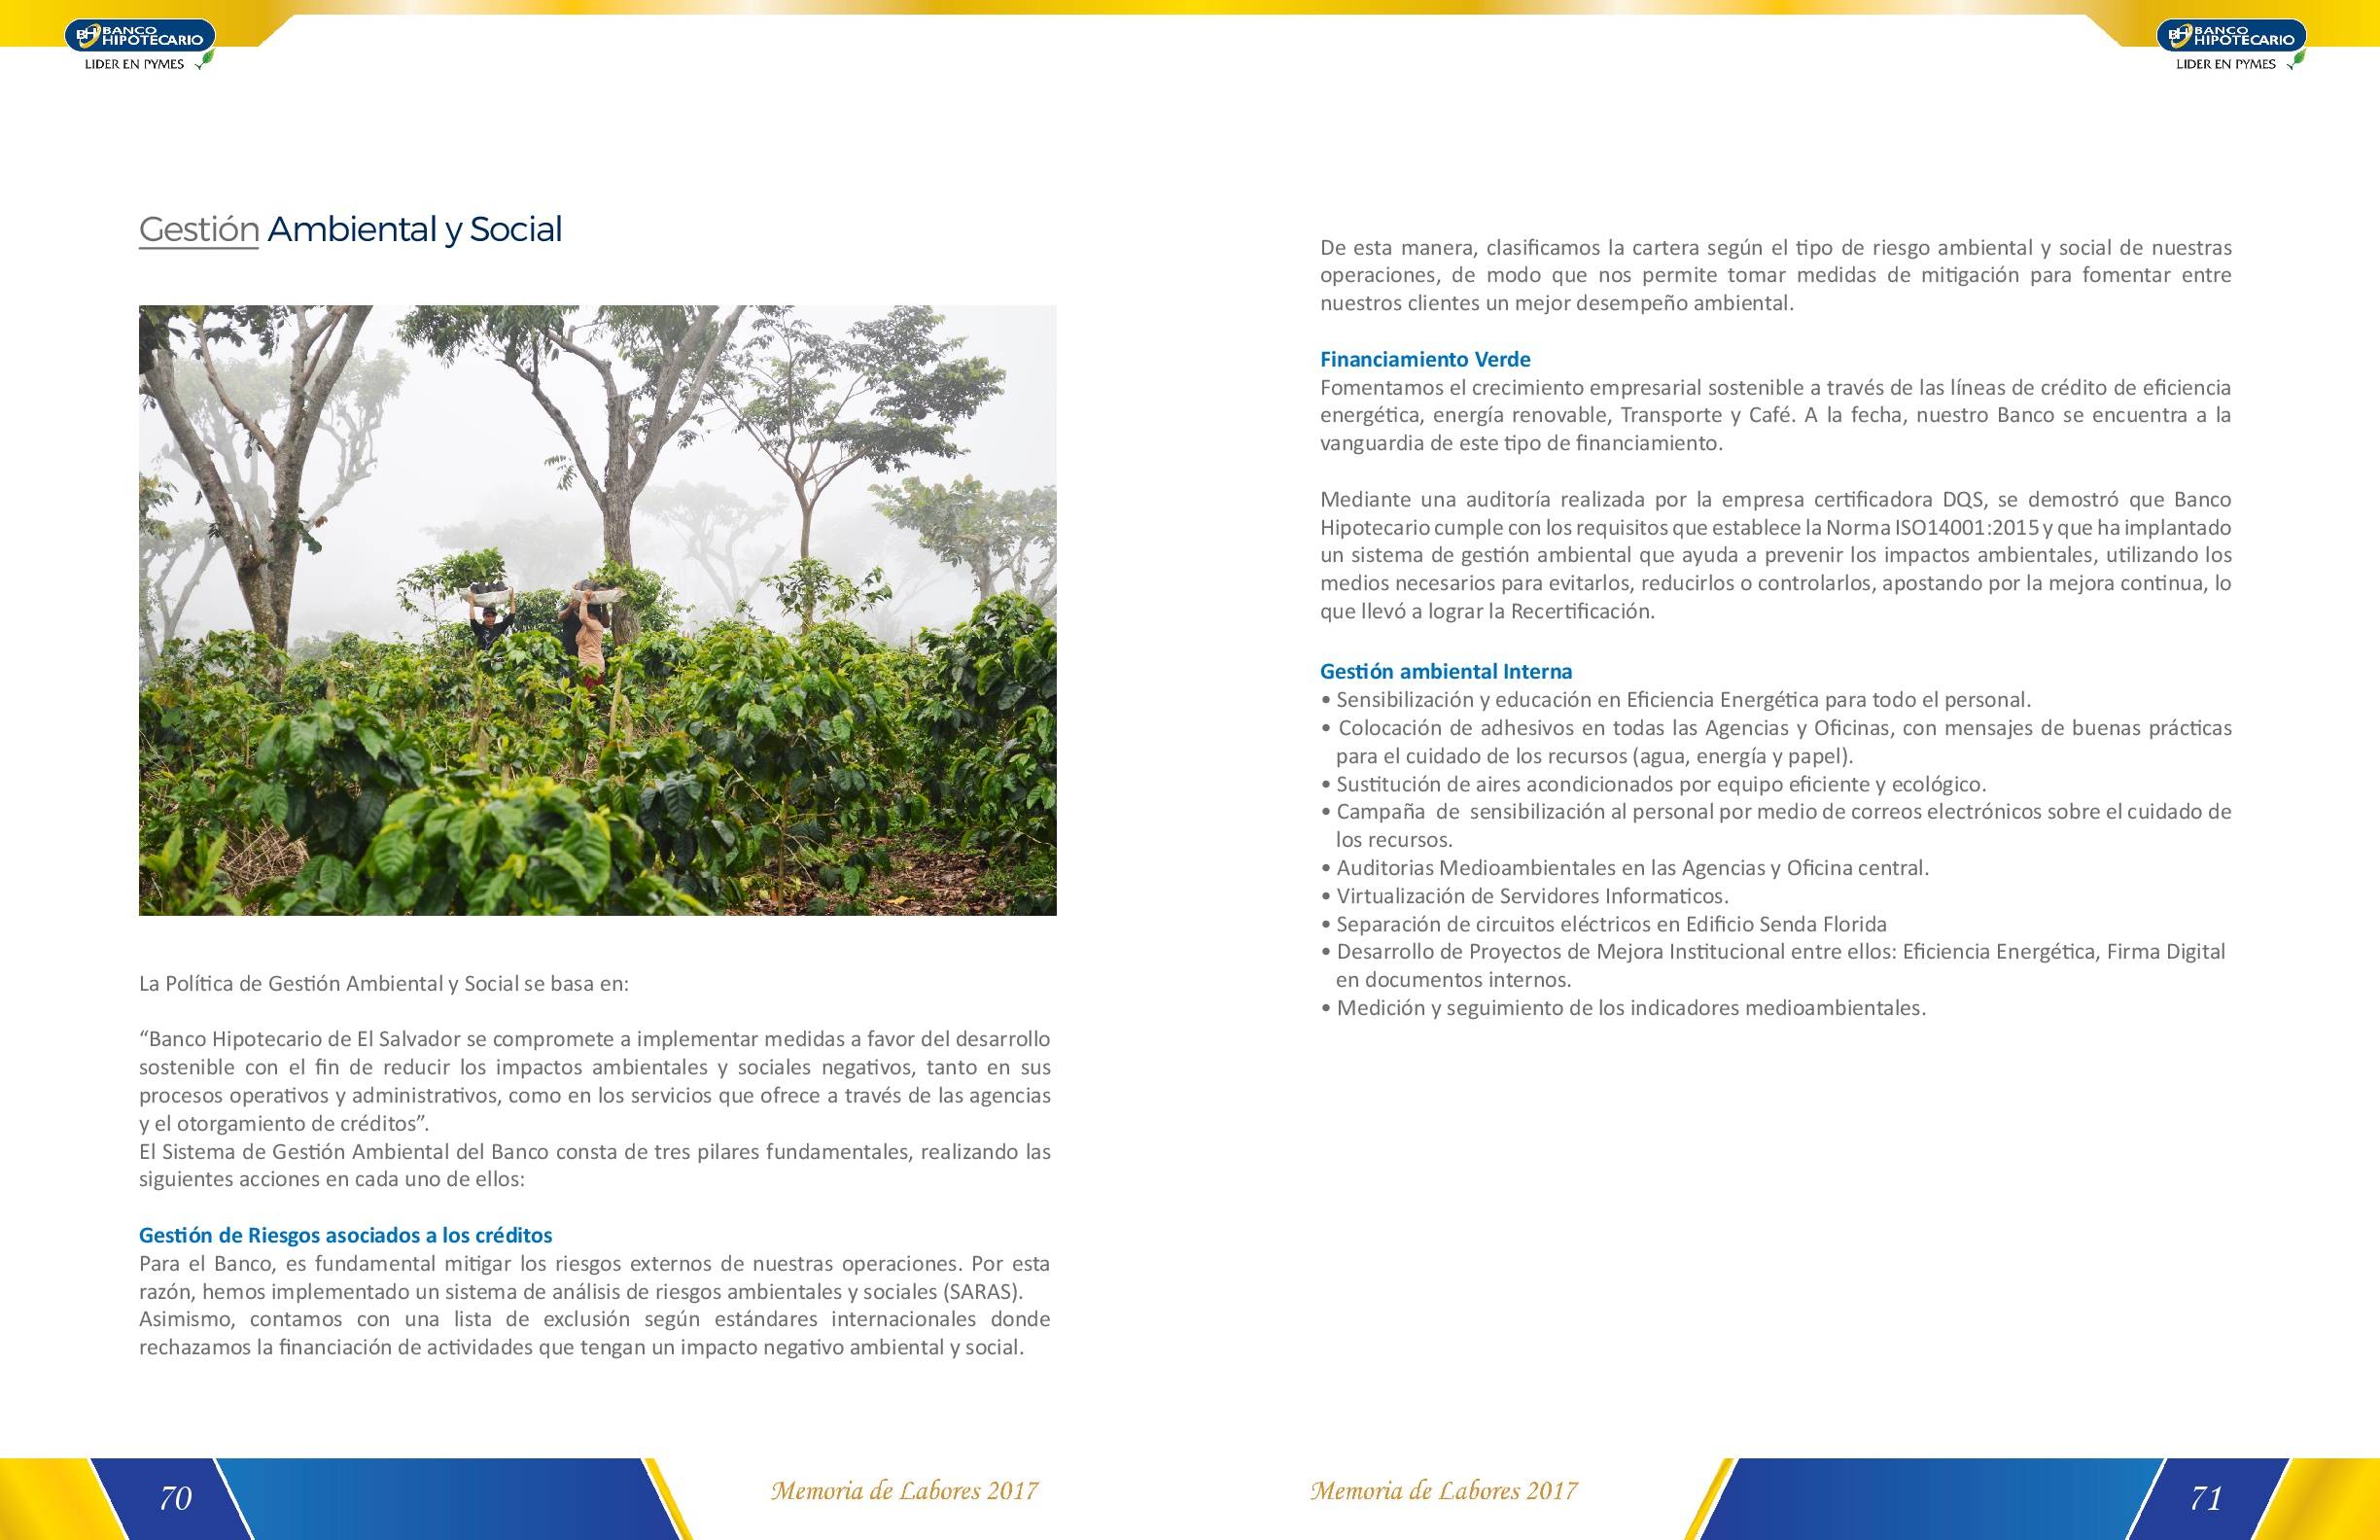 BH BANCO
HIPOTECARIO
LIDER EN PYMES
BH BANCO
HIPOTECARIO
LIDER EN PYMES
Gestión Ambiental y Social
La Política de Gestión Ambiental y Social se basa en:
“Banco Hipotecario de El Salvador se compromete a implementar medidas a favor del desarrollo
sostenible con el fin de reducir los impactos ambientales y sociales negativos, tanto en sus
procesos operativos y administrativos, como en los servicios que ofrece a través de las agencias
y el otorgamiento de créditos”.
El Sistema de Gestión Ambiental del Banco consta de tres pilares fundamentales, realizando las
siguientes acciones en cada uno de ellos:
Gestión de Riesgos asociados a los créditos
Para el Banco, es fundamental mitigar los riesgos externos de nuestras operaciones. Por esta
razón, hemos implementado un sistema de análisis de riesgos ambientales y sociales (SARAS).
Asimismo, contamos con una lista de exclusión según estándares internacionales donde
rechazamos la financiación de actividades que tengan un impacto negativo ambiental y social.
De esta manera, clasificamos la cartera según el tipo de riesgo ambiental y social de nuestras
operaciones, de modo que nos permite tomar medidas de mitigación para fomentar entre
nuestros clientes un mejor desempeño ambiental.
Financiamiento Verde
Fomentamos el crecimiento empresarial sostenible a través de las líneas de crédito de eficiencia
energética, energía renovable, Transporte y Café. A la fecha, nuestro Banco se encuentra a la
vanguardia de este tipo de financiamiento.
Mediante una auditoría realizada por la empresa certificadora DQS, se demostró que Banco
Hipotecario cumple con los requisitos que establece la Norma ISO14001:2015 y que ha implantado
un sistema de gestión ambiental que ayuda a prevenir los impactos ambientales, utilizando los
medios necesarios para evitarlos, reducirlos o controlarlos, apostando por la mejora continua, lo
que llevó a lograr la Recertificación.
Gestión ambiental Interna
• Sensibilización y educación en Eficiencia Energética para todo el personal.
• Colocación de adhesivos en todas las Agencias y Oficinas, con mensajes de buenas prácticas
para el cuidado de los recursos (agua, energía y papel).
• Sustitución de aires acondicionados por equipo eficiente y ecológico.
• Campaña de sensibilización al personal por medio de correos electrónicos sobre el cuidado de
los recursos.
• Auditorias Medioambientales en las Agencias y Oficina central.
• Virtualización de Servidores Informaticos.
• Separación de circuitos eléctricos en Edificio Senda Florida
• Desarrollo de Proyectos de Mejora Institucional entre ellos: Eficiencia Energética, Firma Digital
en documentos internos.
• Medición y seguimiento de los indicadores medioambientales.
70
Memoria de Labores 2017
Memoria de Labores 2017
71